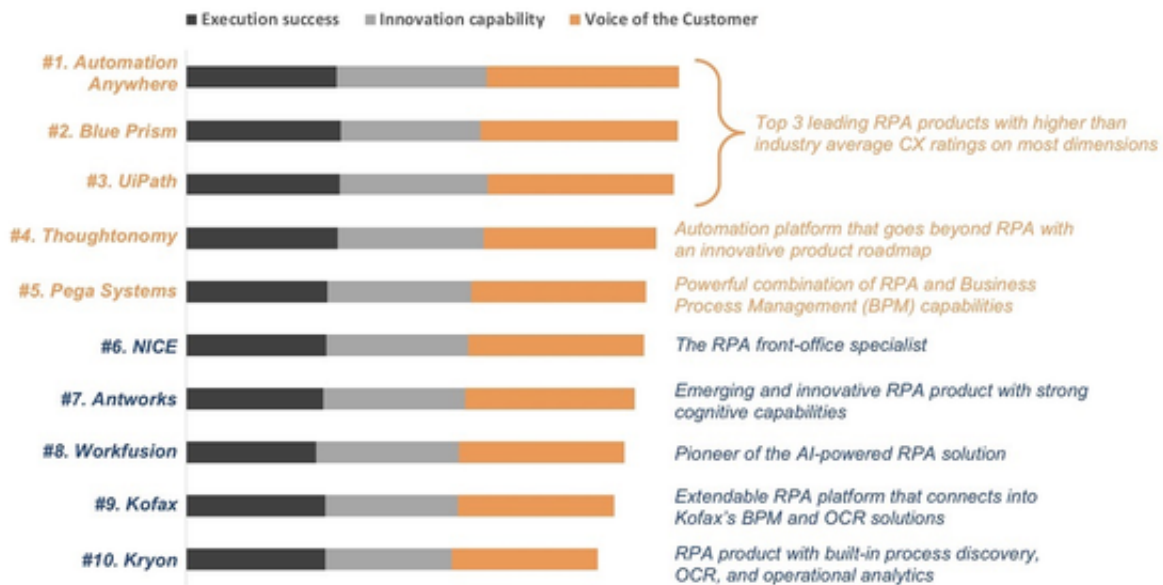 Execution success Innovation capability Voice of the Customer
#1. Automation
Anywhere
#2. Blue Prism
#3. UiPath
Top 3 leading RPA products with higher than
industry average CX ratings on most dimensions
#4. Thoughtonomy
Automation platform that goes beyond RPA with
an innovative product roadmap
#5. Pega Systems
Powerful combination of RPA and Business
Process Management (BPM) capabilities
#6. NICE
The RPA front-office specialist
#7. Antworks
Emerging and innovative RPA product with strong
cognitive capabilities
#8. Workfusion
Pioneer of the AI-powered RPA solution
#9. Kofax
Extendable RPA platform that connects into
Kofax's BPM and OCR solutions
#10. Kryon
RPA product with built-in process discovery,
OCR, and operational analytics